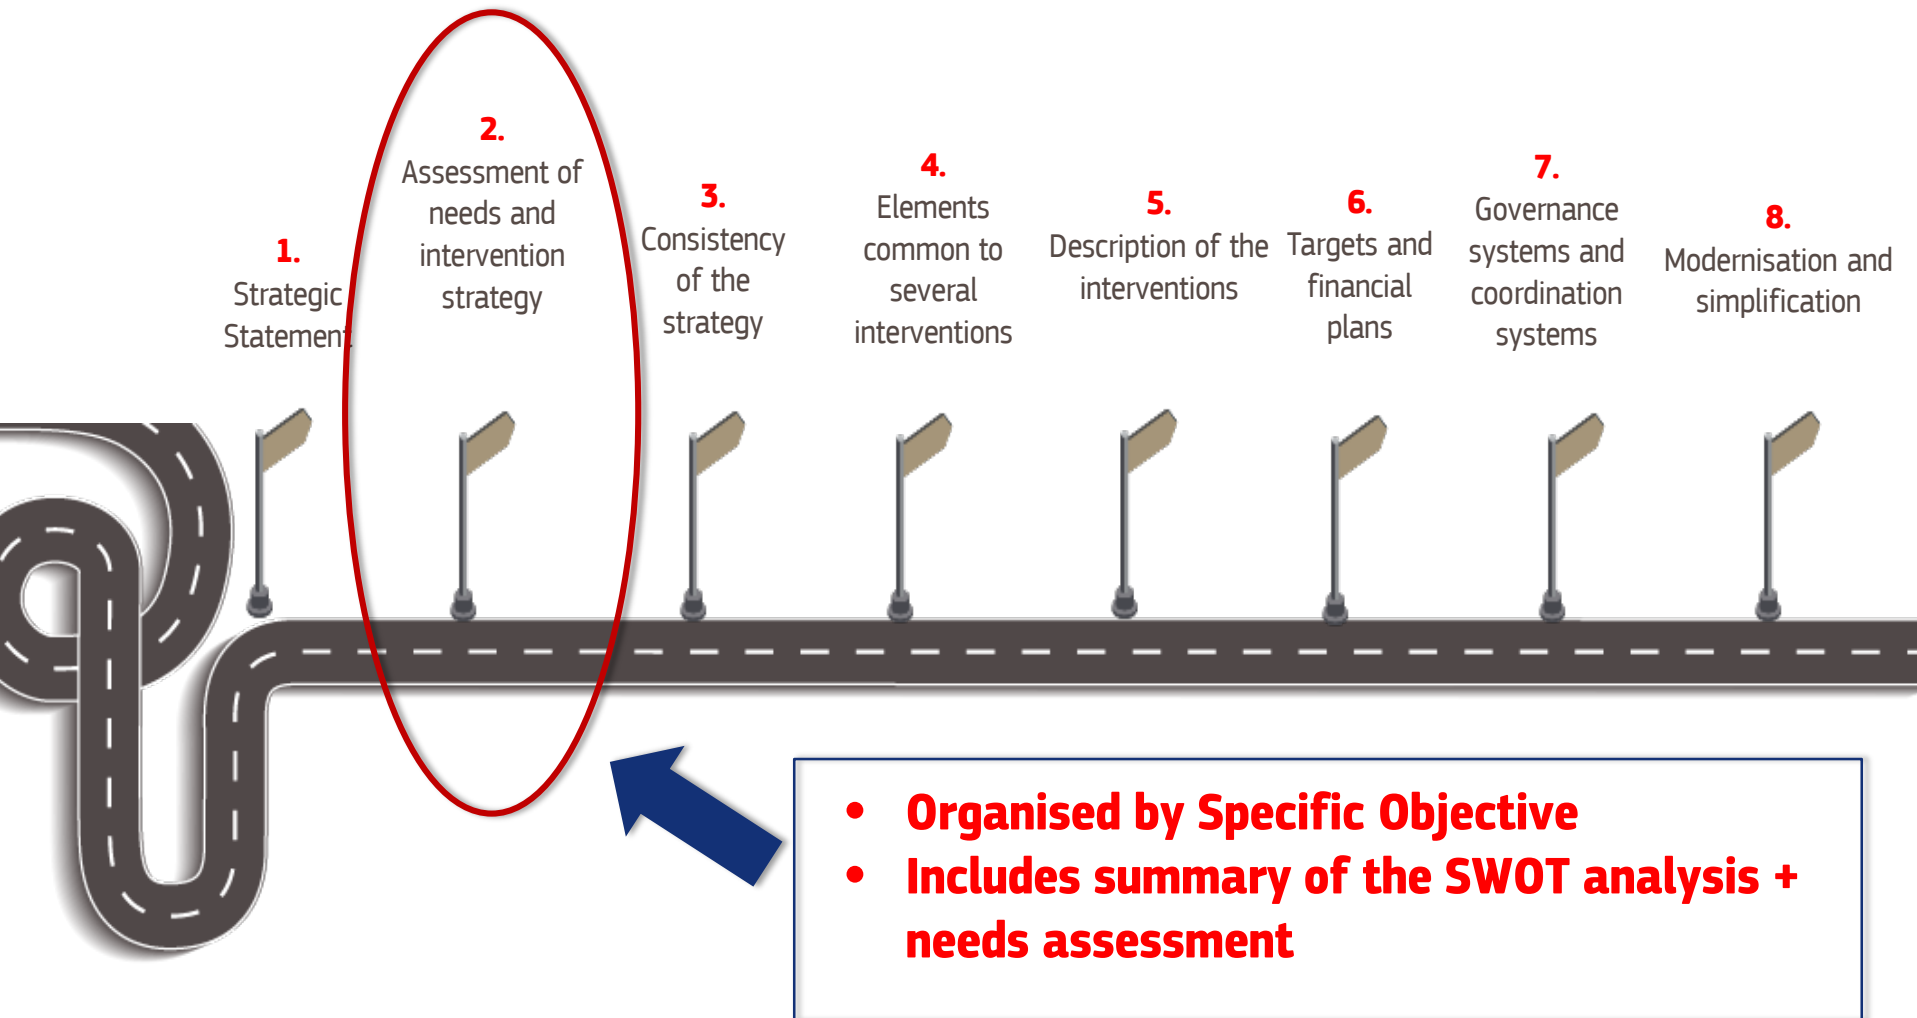 1.
Strategic
Statement
2.
Assessment of
needs and
intervention
strategy
3.
Consistency
of the
strategy
4.
Elements
common to
several
interventions
5.
Description of the
interventions
6.
Targets and
financial
plans
7.
Governance
systems and
coordination
systems
8.
Modernisation and
simplification
• Organised by Specific Objective
• Includes summary of the SWOT analysis +
needs assessment